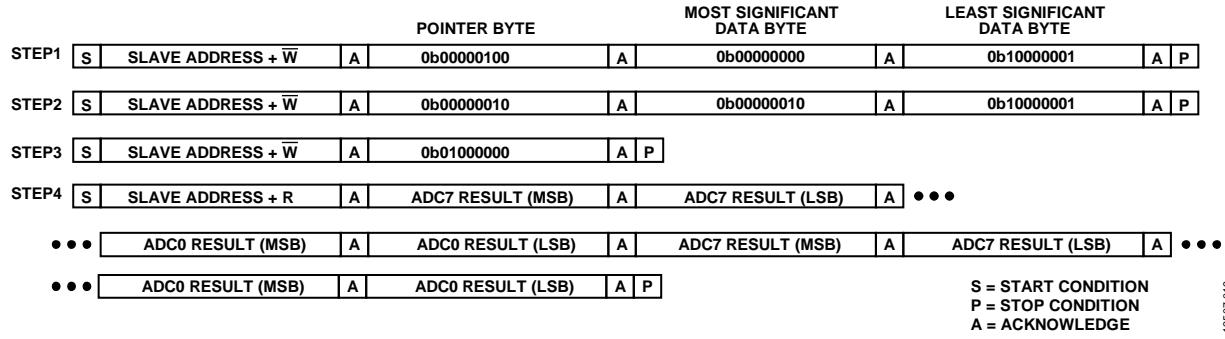 POINTER BYTE MOST SIGNIFICANT DATA BYTE LEAST SIGNIFICANT DATA BYTE
STEP1 S SLAVE ADDRESS + W̅ A 0b00000100 A 0b00000000 A 0b10000001 A P
STEP2 S SLAVE ADDRESS + W̅ A 0b00000010 A 0b00000010 A 0b10000001 A P
STEP3 S SLAVE ADDRESS + W̅ A 0b01000000 A P
STEP4 S SLAVE ADDRESS + R A ADC7 RESULT (MSB) A ADC7 RESULT (LSB) A •••
••• ADC0 RESULT (MSB) A ADC0 RESULT (LSB) A ADC7 RESULT (MSB) A ADC7 RESULT (LSB) A •••
••• ADC0 RESULT (MSB) A ADC0 RESULT (LSB) A P
S = START CONDITION
P = STOP CONDITION
A = ACKNOWLEDGE